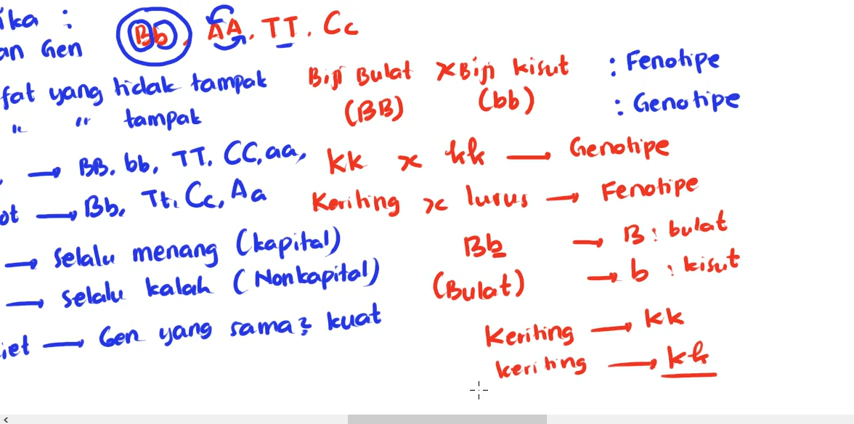 ika :
an Gen Bb, AA, TT, Cc
fat yang tidak tampak
" " tampak
→ BB, bb, TT, CC, aa,
ot → Bb, Tt, Cc, Aa
→ selalu menang (kapital)
→ selalu kalah (Nonkapital)
iet → Gen yang sama2 kuat
Biji Bulat x Biji kisut : Fenotipe
(BB) (bb) : Genotipe
KK x kk — Genotipe
Keriting x lurus → Fenotipe
Bb → B : bulat
(Bulat) → b : kisut
Keriting → KK
keriting → Kk